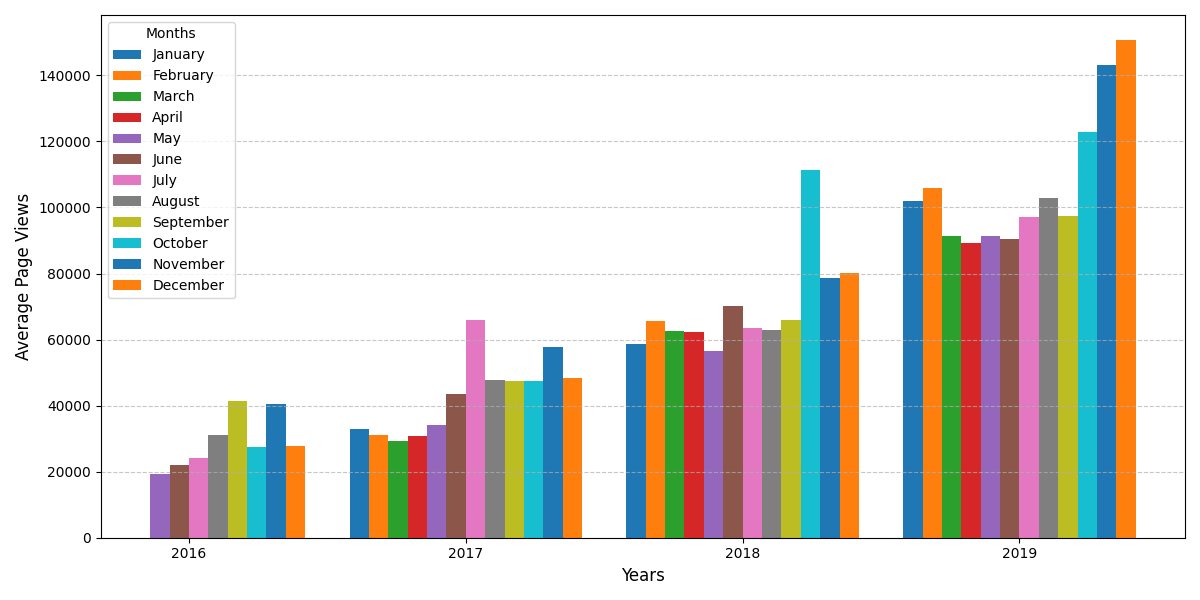 Months
January
February
March
April
May
June
July
August
September
October
November
December
Average Page Views
140000
120000
100000
80000
60000
40000
20000
0
2016 2017 2018 2019
Years